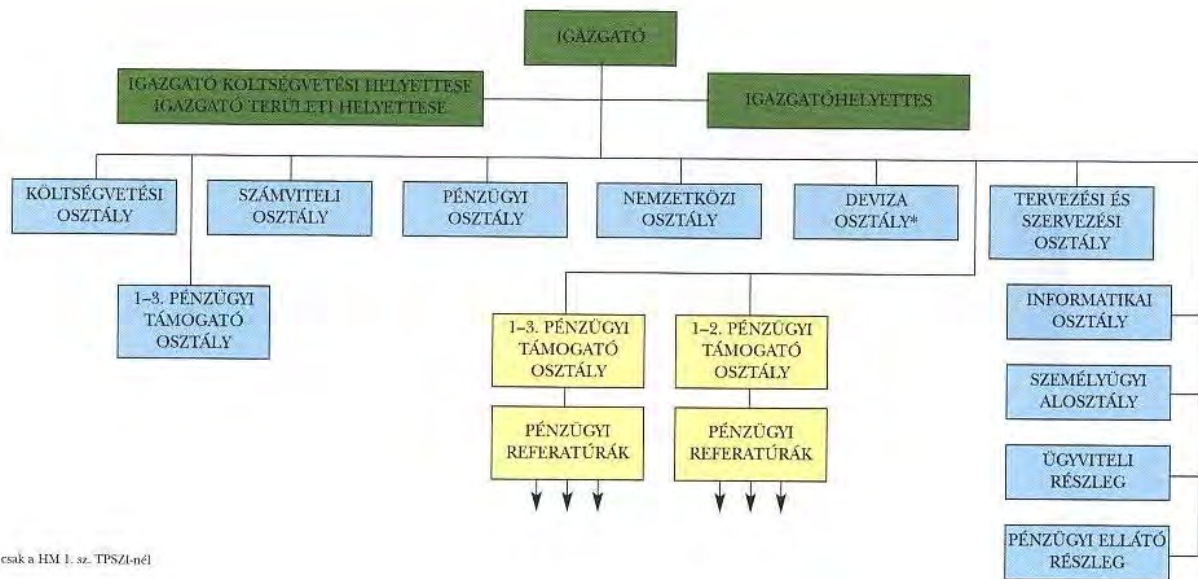 IGAZGATÓ
IGAZGATÓ KÖLTSÉGVETÉSI HELYETTESE
IGAZGATÓ TERÜLETI HELYETTESE
IGAZGATÓHELYETTES
KÖLTSÉGVETÉSI
OSZTÁLY
SZÁMVITELI
OSZTÁLY
PÉNZÜGYI
OSZTÁLY
NEMZETKÖZI
OSZTÁLY
DEVIZA
OSZTÁLY*
TERVEZÉSI ÉS
SZERVEZÉSI
OSZTÁLY
1–3. PÉNZÜGYI
TÁMOGATÓ
OSZTÁLY
1–3. PÉNZÜGYI
TÁMOGATÓ
OSZTÁLY
1–2. PÉNZÜGYI
TÁMOGATÓ
OSZTÁLY
INFORMATIKAI
OSZTÁLY
SZEMÉLYÜGYI
ALOSZTÁLY
PÉNZÜGYI
REFERATÚRÁK
PÉNZÜGYI
REFERATÚRÁK
ÜGYVITELI
RÉSZLEG
PÉNZÜGYI ELLÁTÓ
RÉSZLEG
csak a HM 1. sz. TPSZI-nél